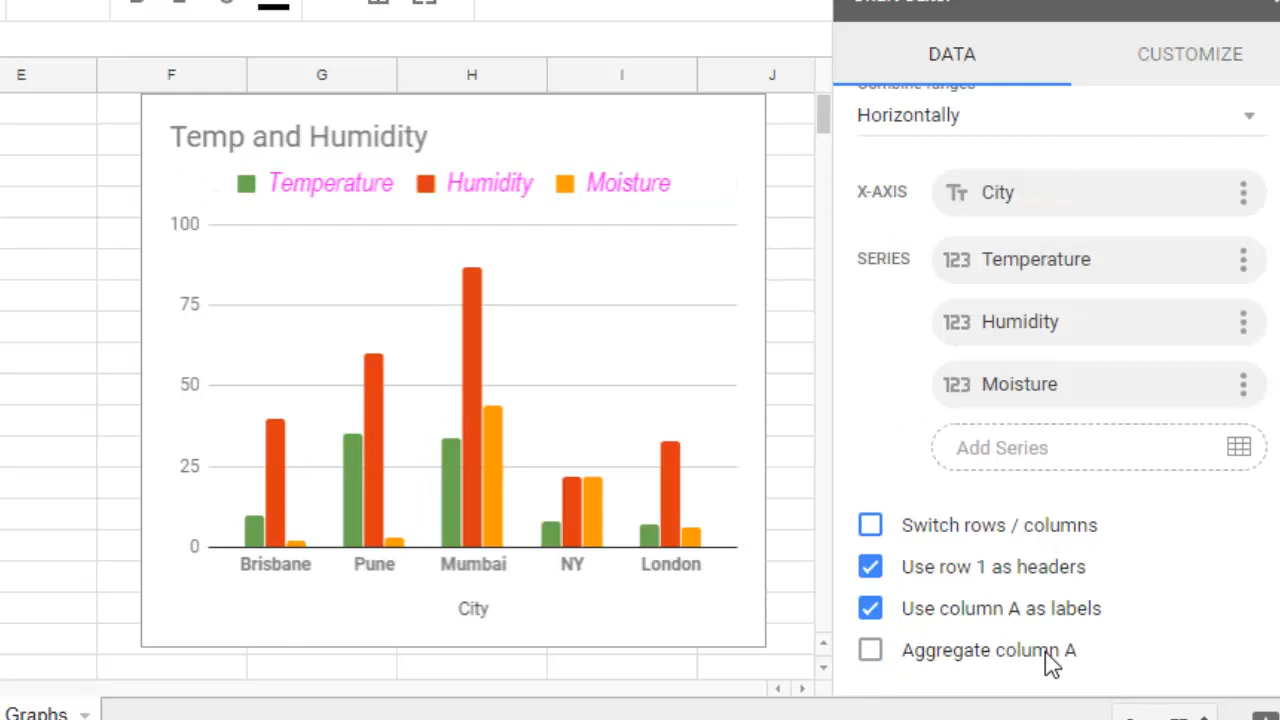 DATA CUSTOMIZE
E F G H I J
Combine ranges
Horizontally
Temp and Humidity
Temperature Humidity Moisture
100
75
50
25
0
Brisbane Pune Mumbai NY London
City
X-AXIS City
SERIES Temperature
Humidity
Moisture
Add Series
Switch rows / columns
Use row 1 as headers
Use column A as labels
Aggregate column A
Graphs